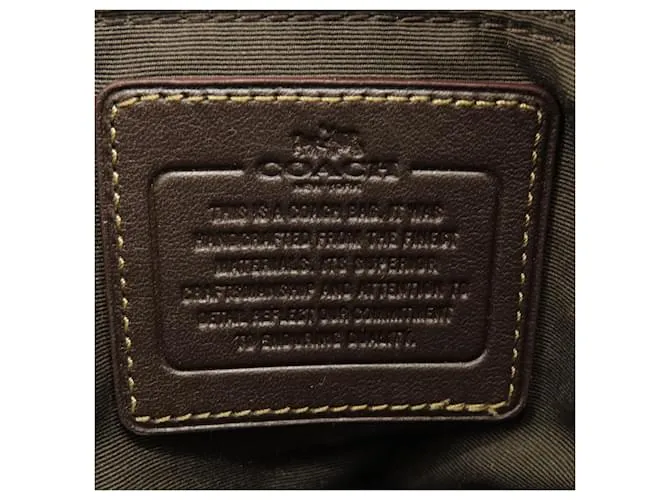 COACH
NEW YORK
THIS IS A COACH BAG. IT WAS
HANDCRAFTED FROM THE FINEST
MATERIALS. ITS SUPERIOR
CRAFTSMANSHIP AND ATTENTION TO
DETAIL REFLECT OUR COMMITMENT
TO ENDURING QUALITY.